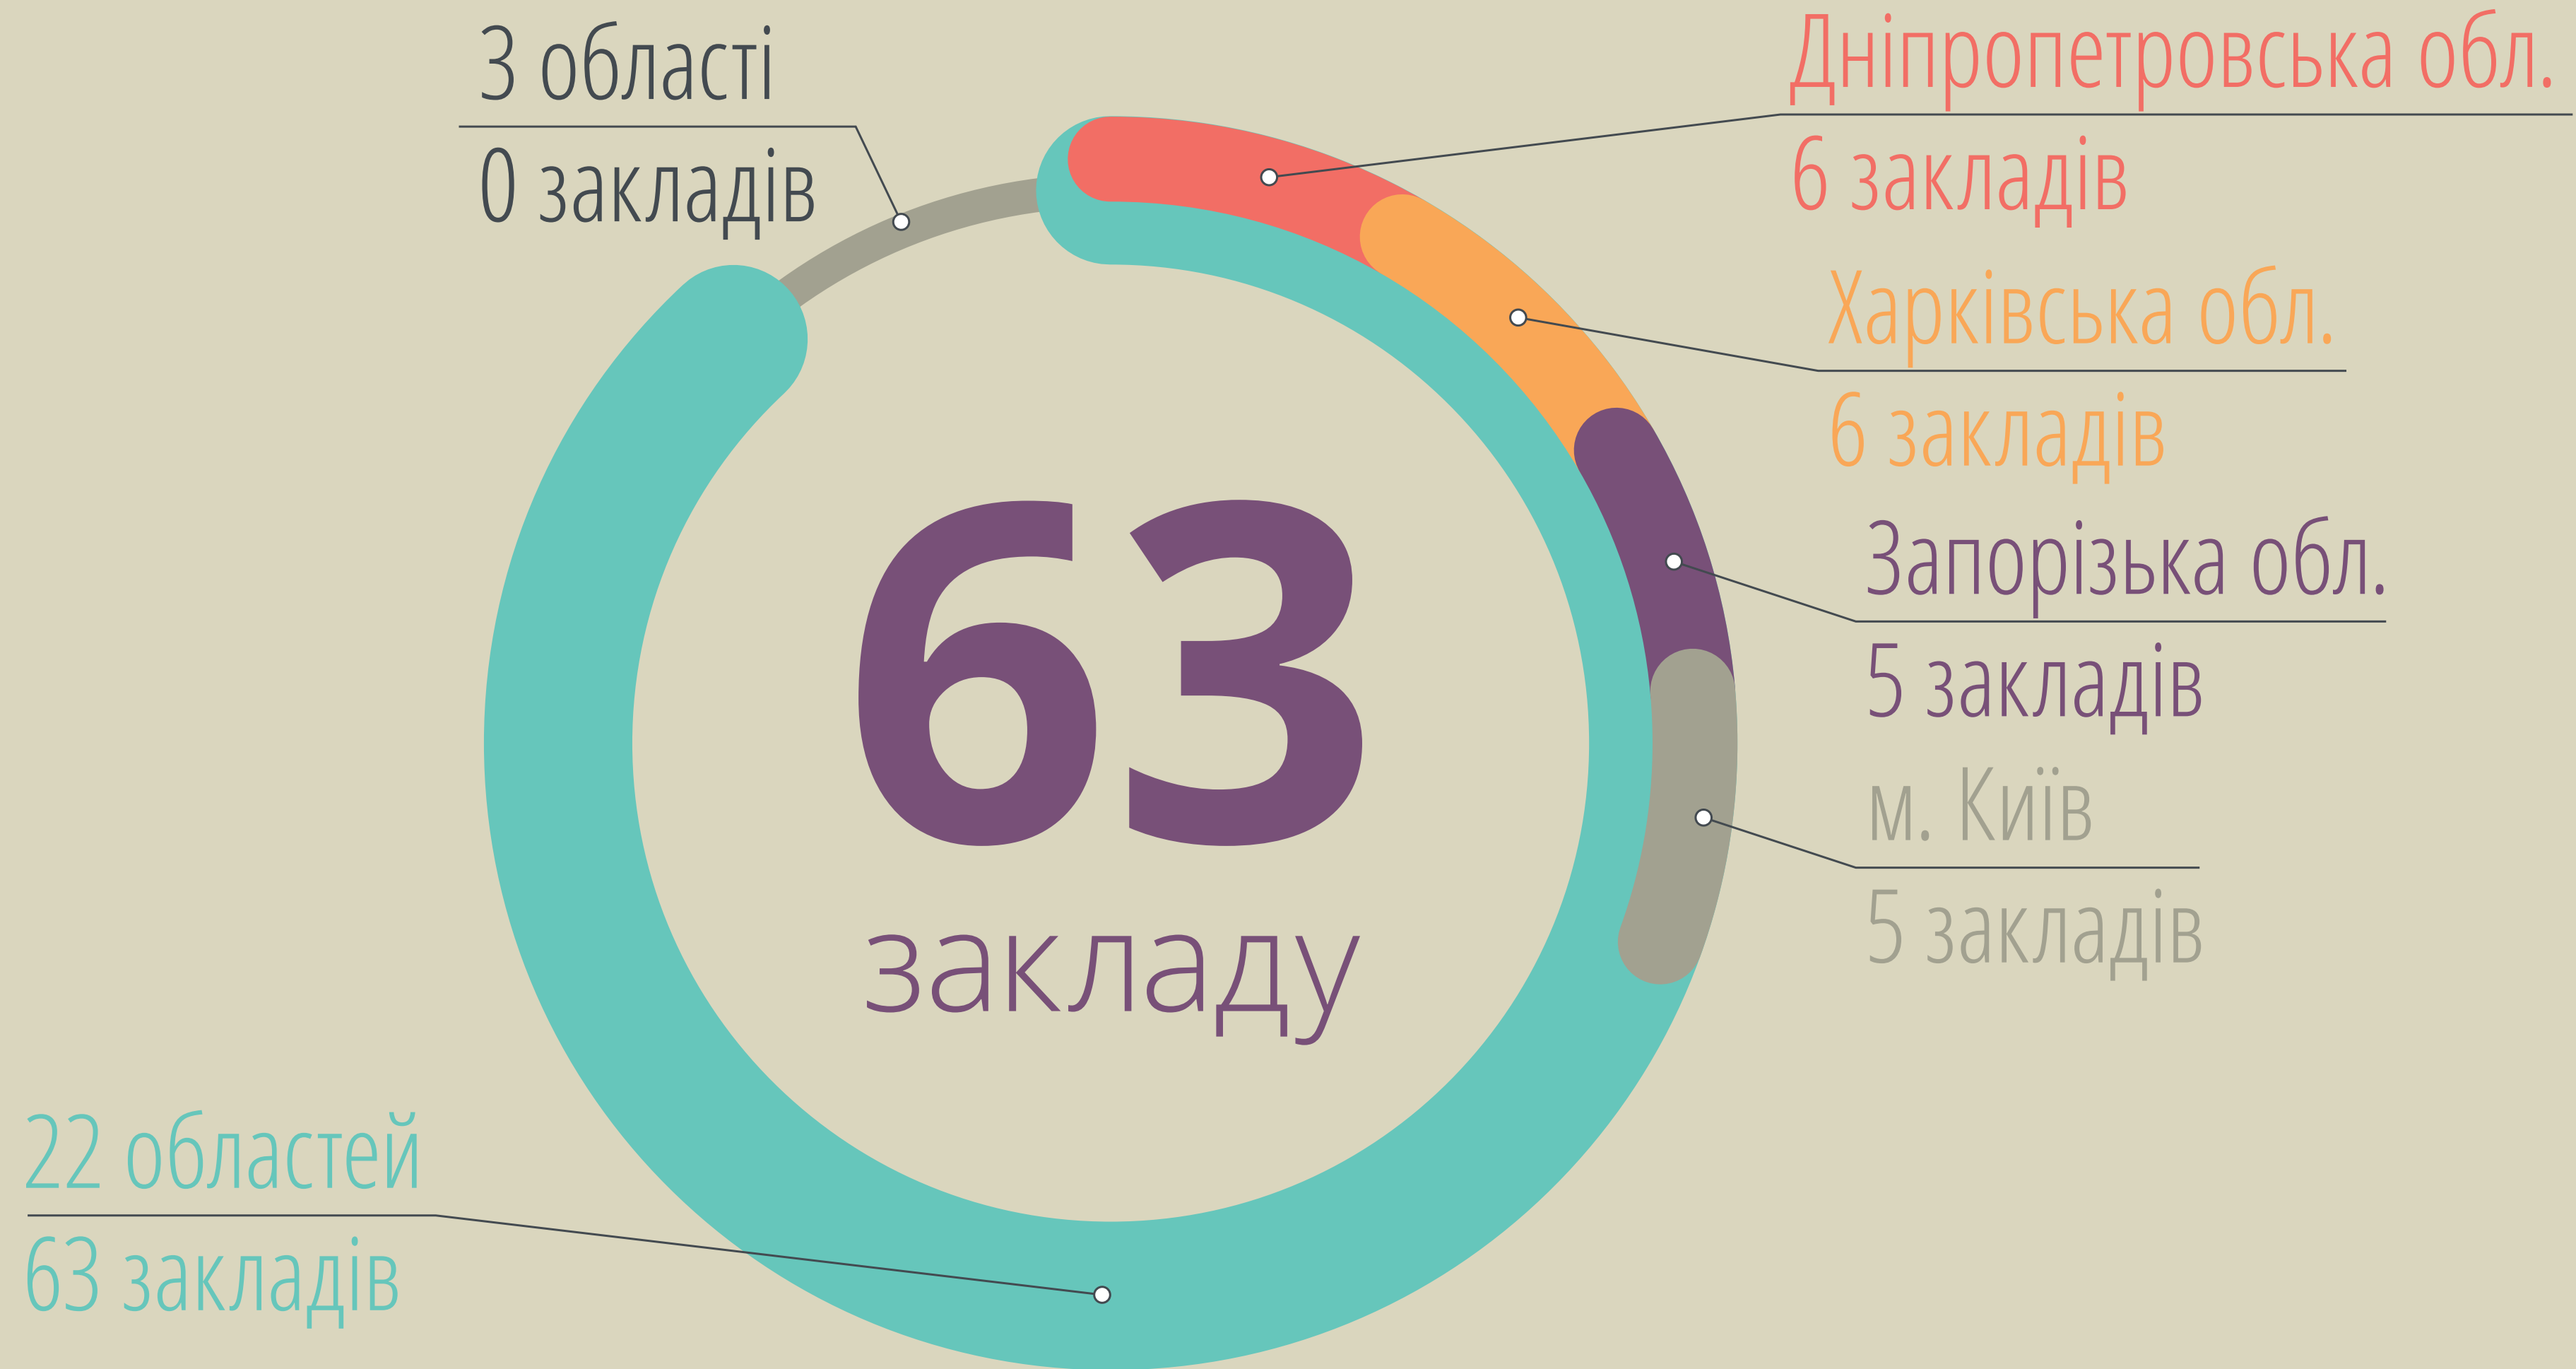 3 області
0 закладів
Дніпропетровська обл.
6 закладів
Харківська обл.
6 закладів
Запорізька обл.
5 закладів
м. Київ
5 закладів
63
закладу
22 областей
63 закладів